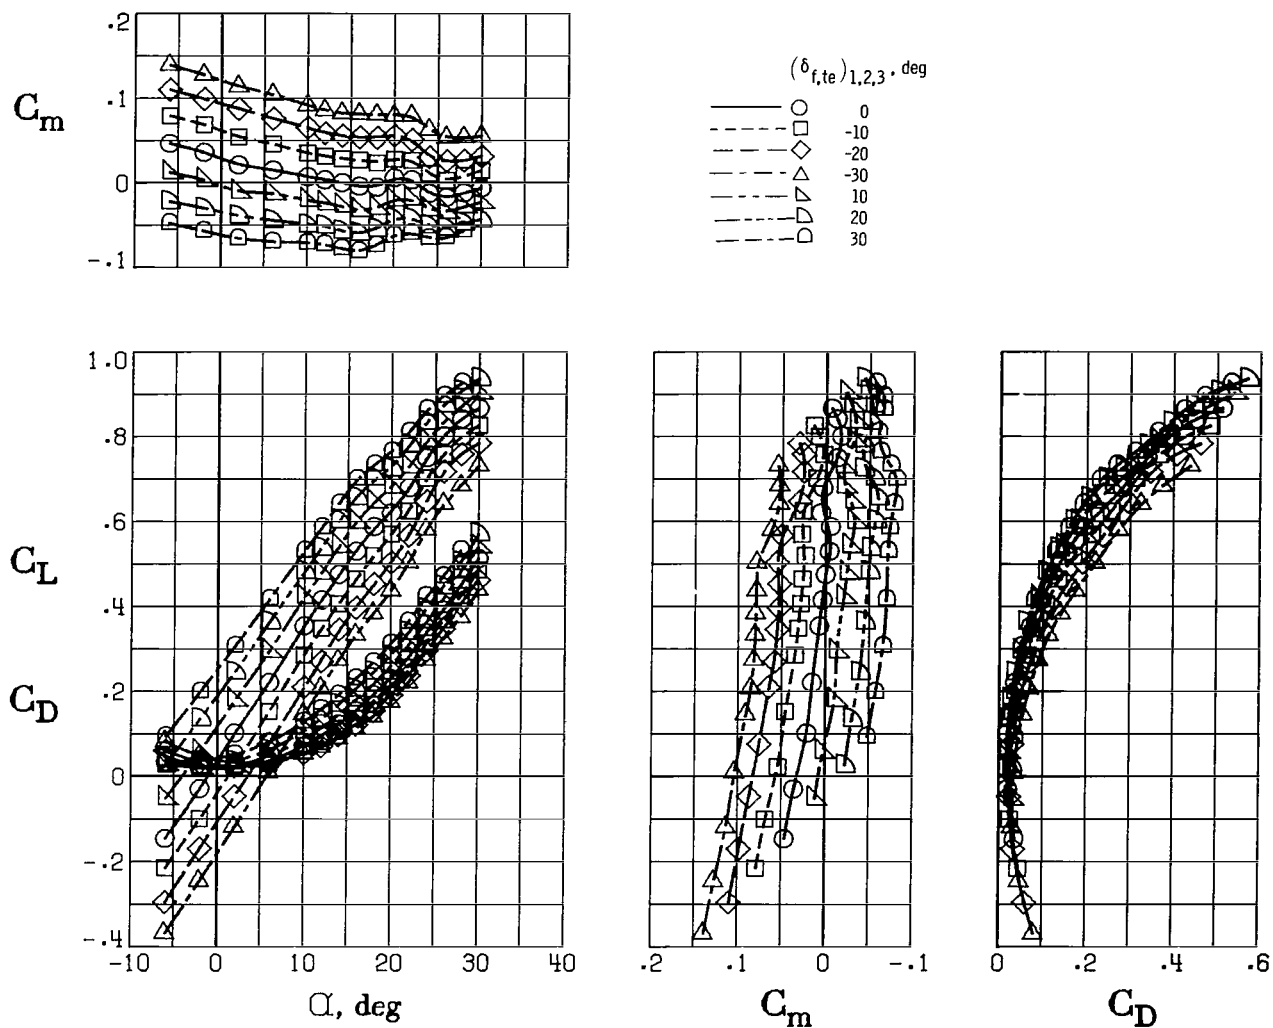 .2
.1
0
-.1
C_m
(δ_f,te)_1,2,3, deg
0
-10
-20
-30
10
20
30
1.0
.8
.6
.4
.2
0
-.2
-.4
C_L
C_D
-10 0 10 20 30 40
α, deg
.2 .1 0 -.1
C_m
0 .2 .4 .6
C_D